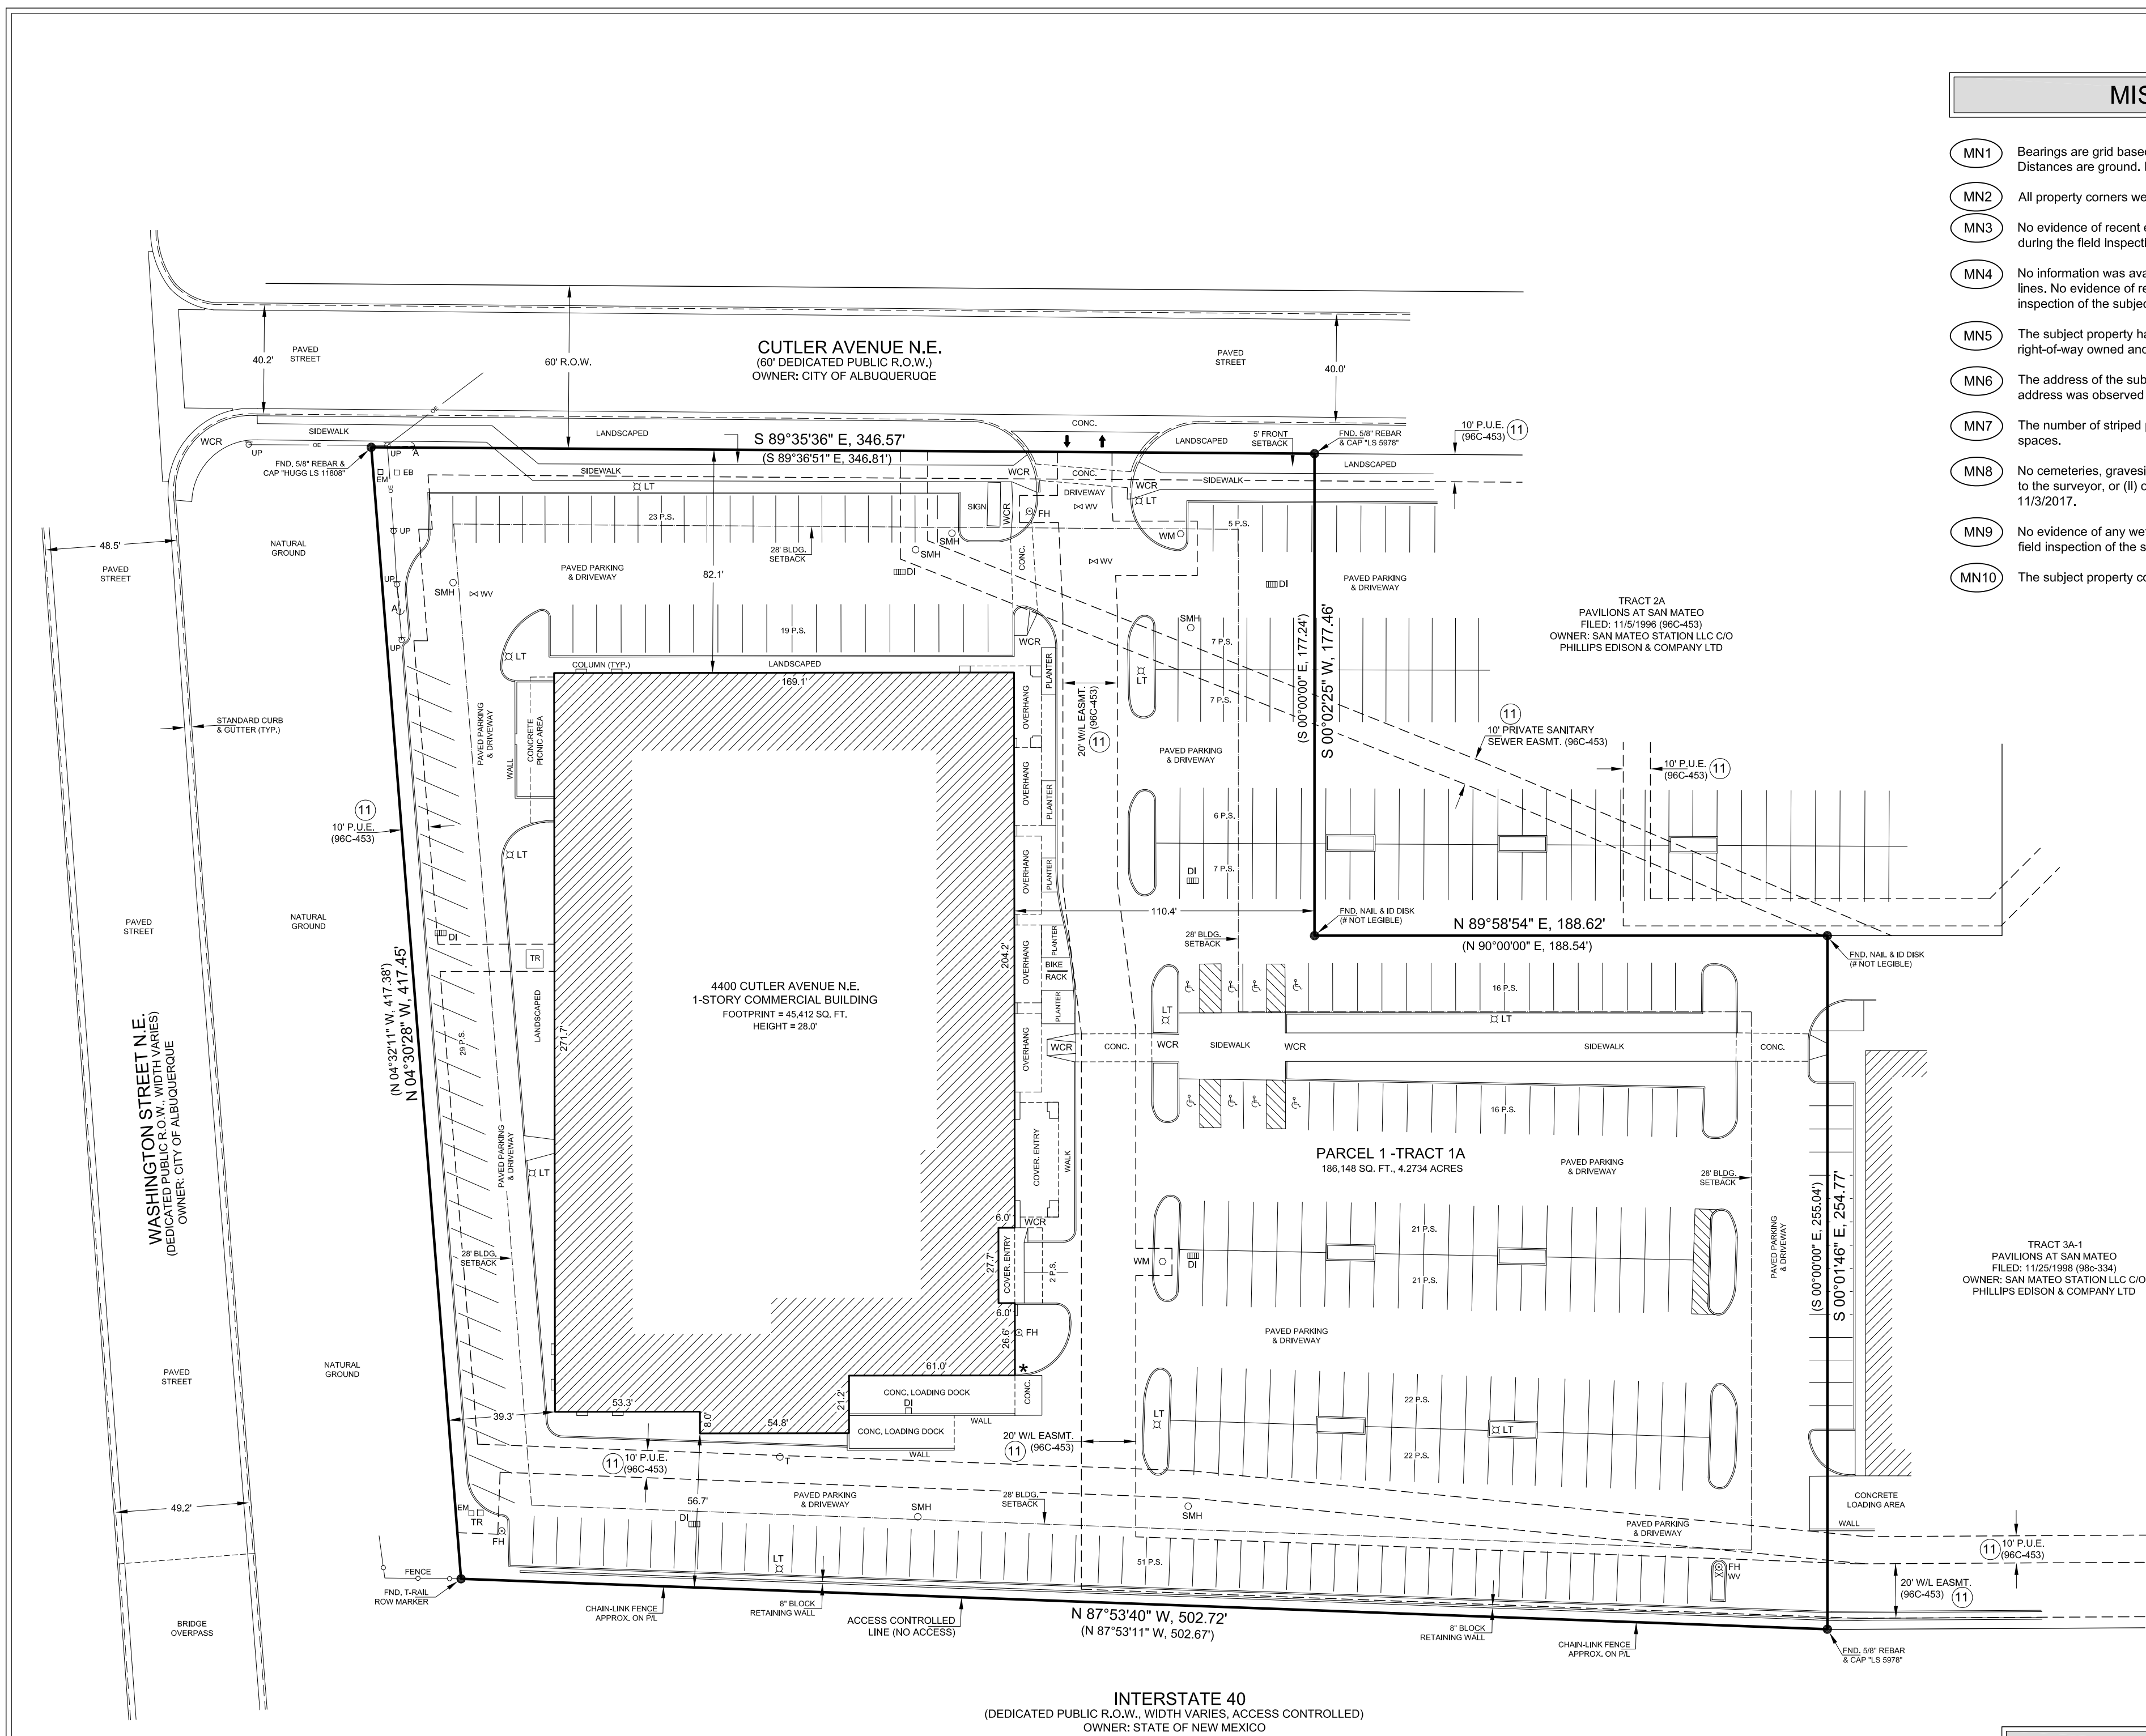 MIS
MN1
Bearings are grid base
Distances are ground.
MN2
All property corners we
MN3
No evidence of recent e
during the field inspecti
MN4
No information was ava
lines. No evidence of re
inspection of the subjec
MN5
The subject property ha
right-of-way owned and
MN6
The address of the sub
address was observed
MN7
The number of striped p
spaces.
MN8
No cemeteries, gravesi
to the surveyor, or (ii) o
11/3/2017.
MN9
No evidence of any wet
field inspection of the s
MN10
The subject property co
CUTLER AVENUE N.E.
(60' DEDICATED PUBLIC R.O.W.)
OWNER: CITY OF ALBUQUERUQE
PAVED
STREET
40.2'
60' R.O.W.
PAVED
STREET
40.0'
WCR
SIDEWALK
OE
OE
UP
UP
A
FND. 5/8" REBAR &
CAP "HUGG LS 11808"
EM
EB
OE
LANDSCAPED
S 89°35'36" E, 346.57'
(S 89°36'51" E, 346.81')
CONC.
LANDSCAPED
5' FRONT
SETBACK
FND. 5/8" REBAR
& CAP "LS 5978"
10' P.U.E.
(96C-453)
11
LANDSCAPED
SIDEWALK
SIDEWALK
WCR
CONC.
WCR
DRIVEWAY
LT
LT
SIGN
WCR
FH
WV
WM
23 P.S.
5 P.S.
28' BLDG.
SETBACK
SMH
SMH
DI
CONC.
WV
DI
48.5'
PAVED
STREET
NATURAL
GROUND
UP
UP
A
UP
SMH
WV
PAVED PARKING
& DRIVEWAY
82.1'
19 P.S.
WCR
SMH
7 P.S.
7 P.S.
PAVED PARKING
& DRIVEWAY
TRACT 2A
PAVILIONS AT SAN MATEO
FILED: 11/5/1996 (96C-453)
OWNER: SAN MATEO STATION LLC C/O
PHILLIPS EDISON & COMPANY LTD
LT
COLUMN (TYP.)
LANDSCAPED
169.1'
LT
(S 00°00'00" E, 177.24')
S 00°02'25" W, 177.46'
STANDARD CURB
& GUTTER (TYP.)
PAVED PARKING
& DRIVEWAY
WALL
CONCRETE
PICNIC AREA
OVERHANG
PLANTER
20' W/L EASMT.
(96C-453)
11
PAVED PARKING
& DRIVEWAY
11
10' PRIVATE SANITARY
SEWER EASMT. (96C-453)
10' P.U.E.
(96C-453)
11
OVERHANG
PLANTER
11
10' P.U.E.
(96C-453)
LT
OVERHANG
PLANTER
6 P.S.
7 P.S.
DI
110.4'
FND. NAIL & ID DISK
(# NOT LEGIBLE)
N 89°58'54" E, 188.62'
(N 90°00'00" E, 188.54')
FND. NAIL & ID DISK
(# NOT LEGIBLE)
PAVED
STREET
NATURAL
GROUND
DI
TR
(N 04°32'11" W, 417.38')
N 04°30'28" W, 417.45'
29 P.S.
LANDSCAPED
271.7'
4400 CUTLER AVENUE N.E.
1-STORY COMMERCIAL BUILDING
FOOTPRINT = 45,412 SQ. FT.
HEIGHT = 28.0'
204.2'
OVERHANG
PLANTER
BIKE
RACK
PLANTER
28' BLDG.
SETBACK
LT
16 P.S.
LT
OVERHANG
WCR
CONC.
WCR
SIDEWALK
WCR
SIDEWALK
CONC.
16 P.S.
WASHINGTON STREET N.E.
(DEDICATED PUBLIC R.O.W., WIDTH VARIES)
OWNER: CITY OF ALBUQUERQUE
PAVED PARKING
& DRIVEWAY
LT
COVER. ENTRY
WALK
PARCEL 1 -TRACT 1A
186,148 SQ. FT., 4.2734 ACRES
PAVED PARKING
& DRIVEWAY
28' BLDG.
SETBACK
(S 00°00'00" E, 255.04')
S 00°01'46" E, 254.77'
28' BLDG.
SETBACK
6.0'
WCR
27.7'
COVER. ENTRY
2 P.S.
WM
DI
21 P.S.
21 P.S.
PAVED PARKING
& DRIVEWAY
TRACT 3A-1
PAVILIONS AT SAN MATEO
FILED: 11/25/1998 (98c-334)
OWNER: SAN MATEO STATION LLC C/O
PHILLIPS EDISON & COMPANY LTD
6.0'
26.6'
FH
PAVED PARKING
& DRIVEWAY
PAVED
STREET
NATURAL
GROUND
61.0'
*
CONC. LOADING DOCK
DI
CONC.
39.3'
53.3'
8.0'
54.8'
21.2'
CONC. LOADING DOCK
WALL
WALL
LT
22 P.S.
LT
22 P.S.
20' W/L EASMT.
11
(96C-453)
11
10' P.U.E.
(96C-453)
T
49.2'
56.7'
PAVED PARKING
& DRIVEWAY
28' BLDG.
SETBACK
SMH
SMH
DI
EM
TR
FH
CONCRETE
LOADING AREA
WALL
PAVED PARKING
& DRIVEWAY
LT
51 P.S.
FH
WV
11
10' P.U.E.
(96C-453)
20' W/L EASMT.
(96C-453)
11
FENCE
FND. T-RAIL
ROW MARKER
CHAIN-LINK FENCE
APPROX. ON P/L
8" BLOCK
RETAINING WALL
ACCESS CONTROLLED
LINE (NO ACCESS)
N 87°53'40" W, 502.72'
(N 87°53'11" W, 502.67')
8" BLOCK
RETAINING WALL
CHAIN-LINK FENCE
APPROX. ON P/L
FND. 5/8" REBAR
& CAP "LS 5978"
BRIDGE
OVERPASS
INTERSTATE 40
(DEDICATED PUBLIC R.O.W., WIDTH VARIES, ACCESS CONTROLLED)
OWNER: STATE OF NEW MEXICO